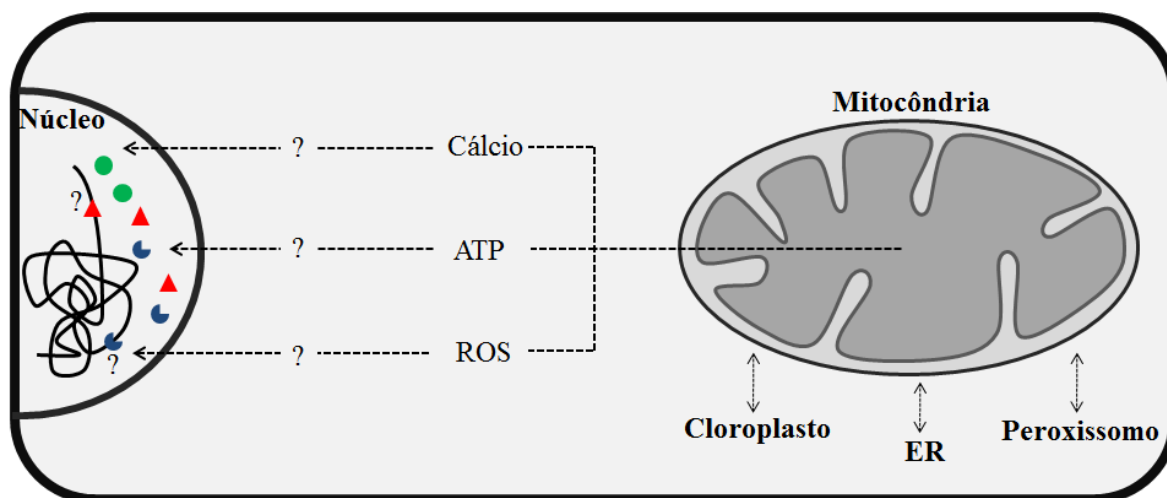 Núcleo
Mitocôndria
? Cálcio
?
? ATP
? ROS
?
Cloroplasto
ER
Peroxissomo